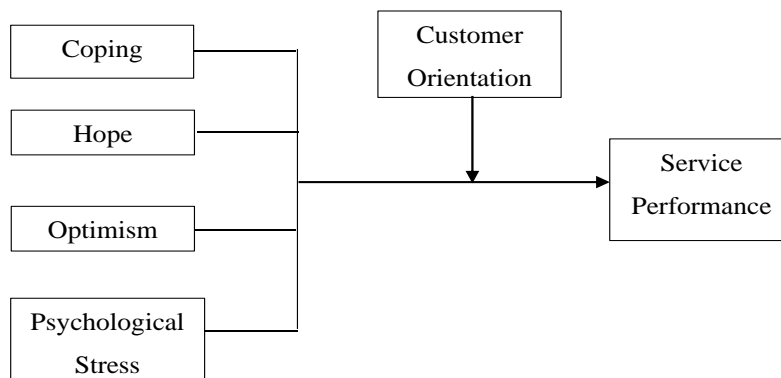 Coping
Hope
Optimism
Psychological
Stress
Customer
Orientation
Service
Performance